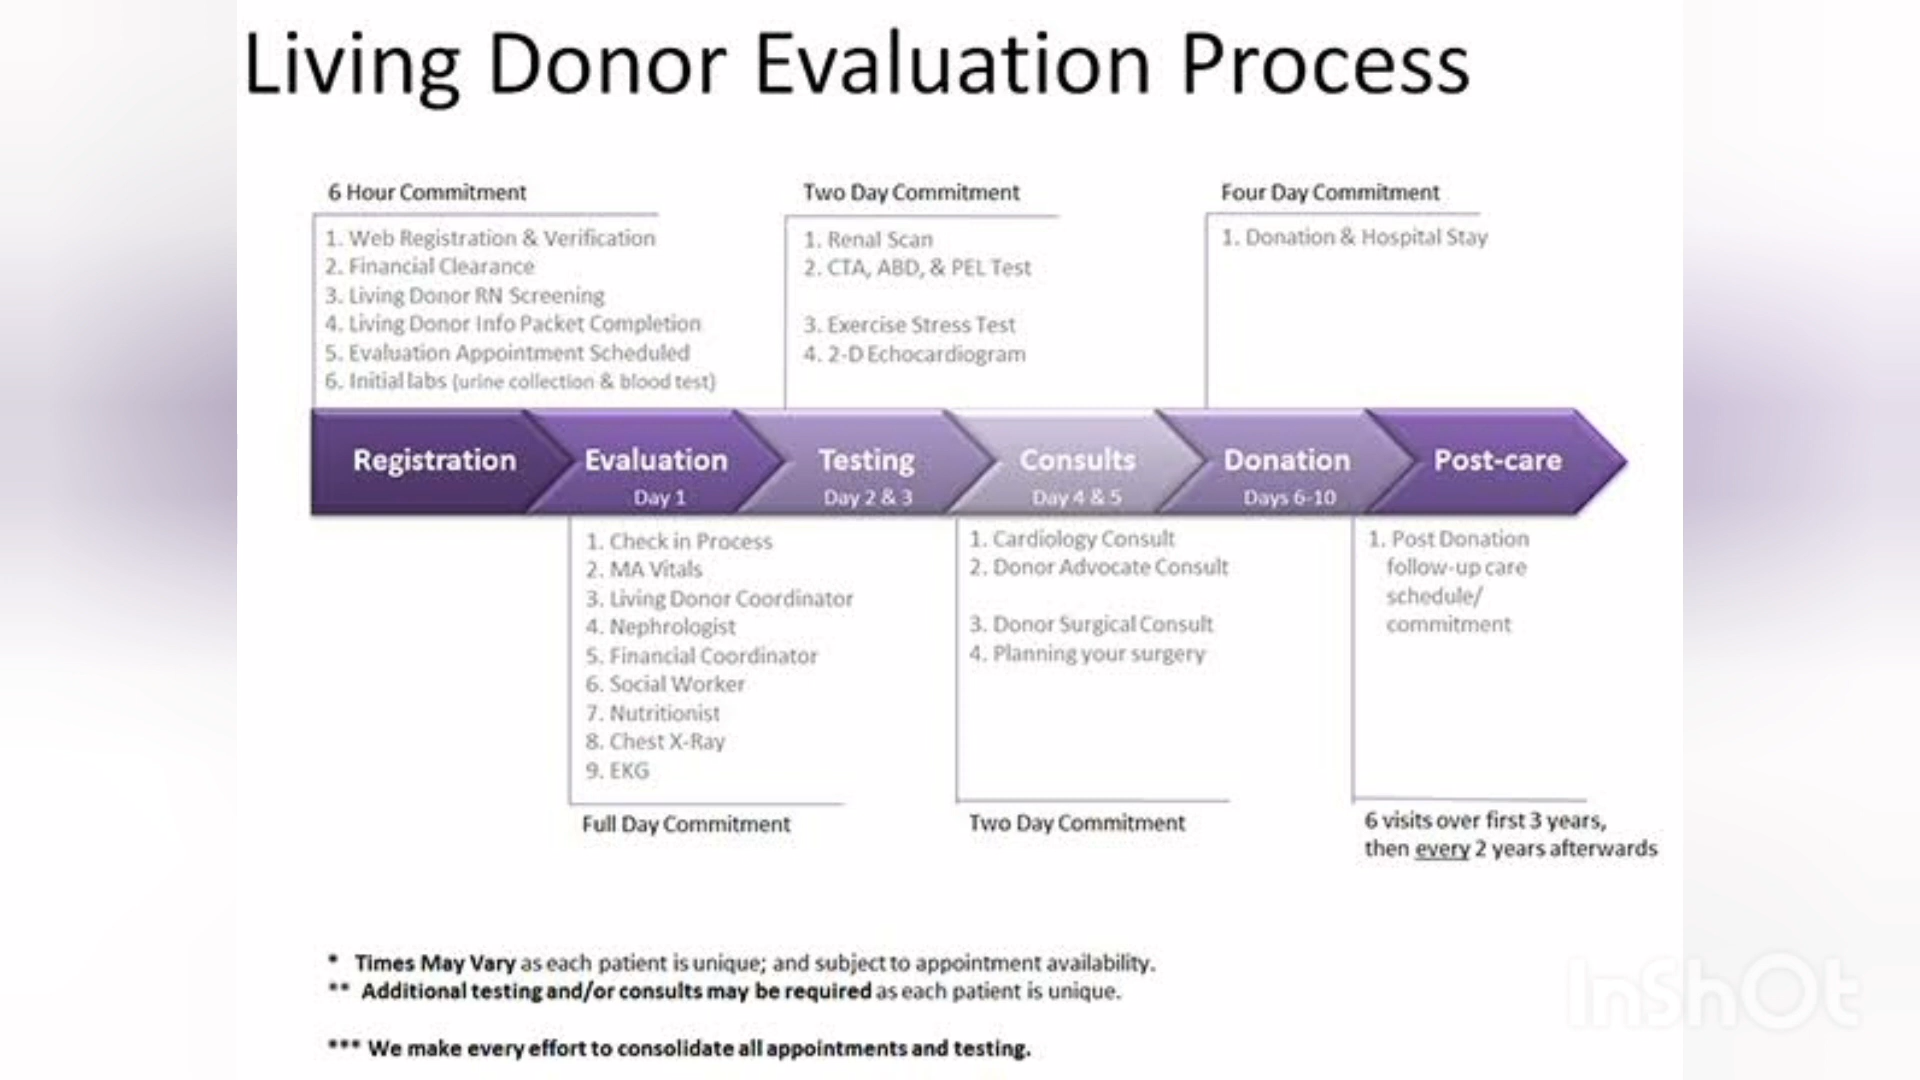 Living Donor Evaluation Process
6 Hour Commitment
1. Web Registration & Verification
2. Financial Clearance
3. Living Donor RN Screening
4. Living Donor Info Packet Completion
5. Evaluation Appointment Scheduled
6. Initial labs (urine collection & blood test)
Two Day Commitment
1. Renal Scan
2. CTA, ABD, & PEL Test
3. Exercise Stress Test
4. 2-D Echocardiogram
Four Day Commitment
1. Donation & Hospital Stay
Registration
Evaluation
Day 1
Testing
Day 2 & 3
Consults
Day 4 & 5
Donation
Days 6-10
Post-care
1. Check in Process
2. MA Vitals
3. Living Donor Coordinator
4. Nephrologist
5. Financial Coordinator
6. Social Worker
7. Nutritionist
8. Chest X-Ray
9. EKG
Full Day Commitment
1. Cardiology Consult
2. Donor Advocate Consult
3. Donor Surgical Consult
4. Planning your surgery
Two Day Commitment
1. Post Donation
follow-up care
schedule/
commitment
6 visits over first 3 years,
then every 2 years afterwards
* Times May Vary as each patient is unique; and subject to appointment availability.
** Additional testing and/or consults may be required as each patient is unique.
*** We make every effort to consolidate all appointments and testing.
InShOt